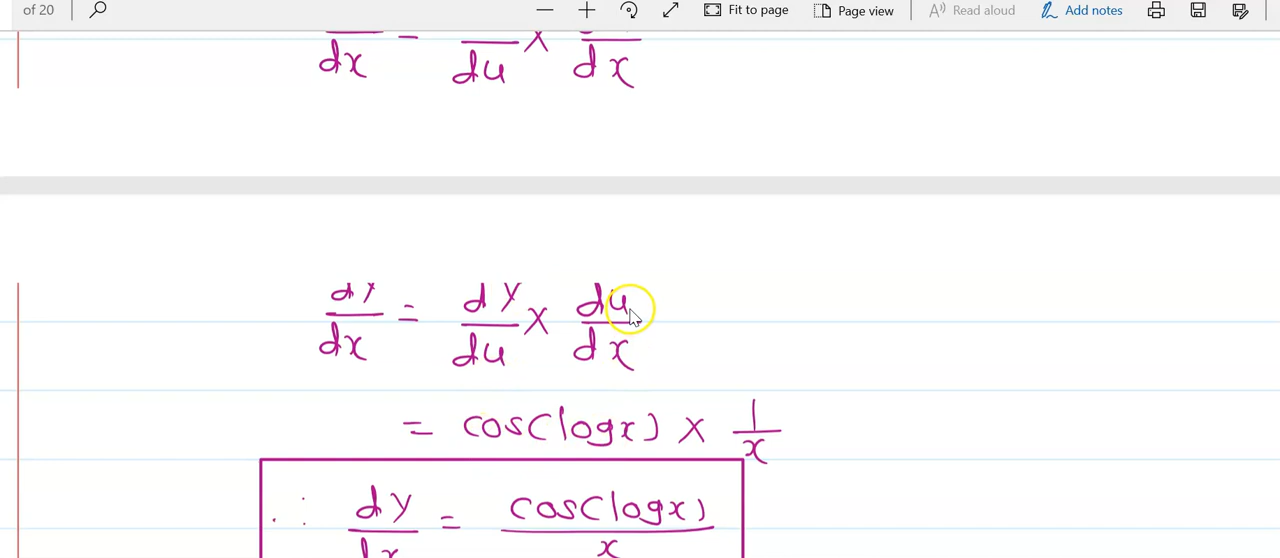 of 20 Fit to page Page view Read aloud Add notes
dx = du × dx
dy/dx = dy/du × du/dx
= cos(logx) × 1/x
∴ dy/dx = cos(logx)/x